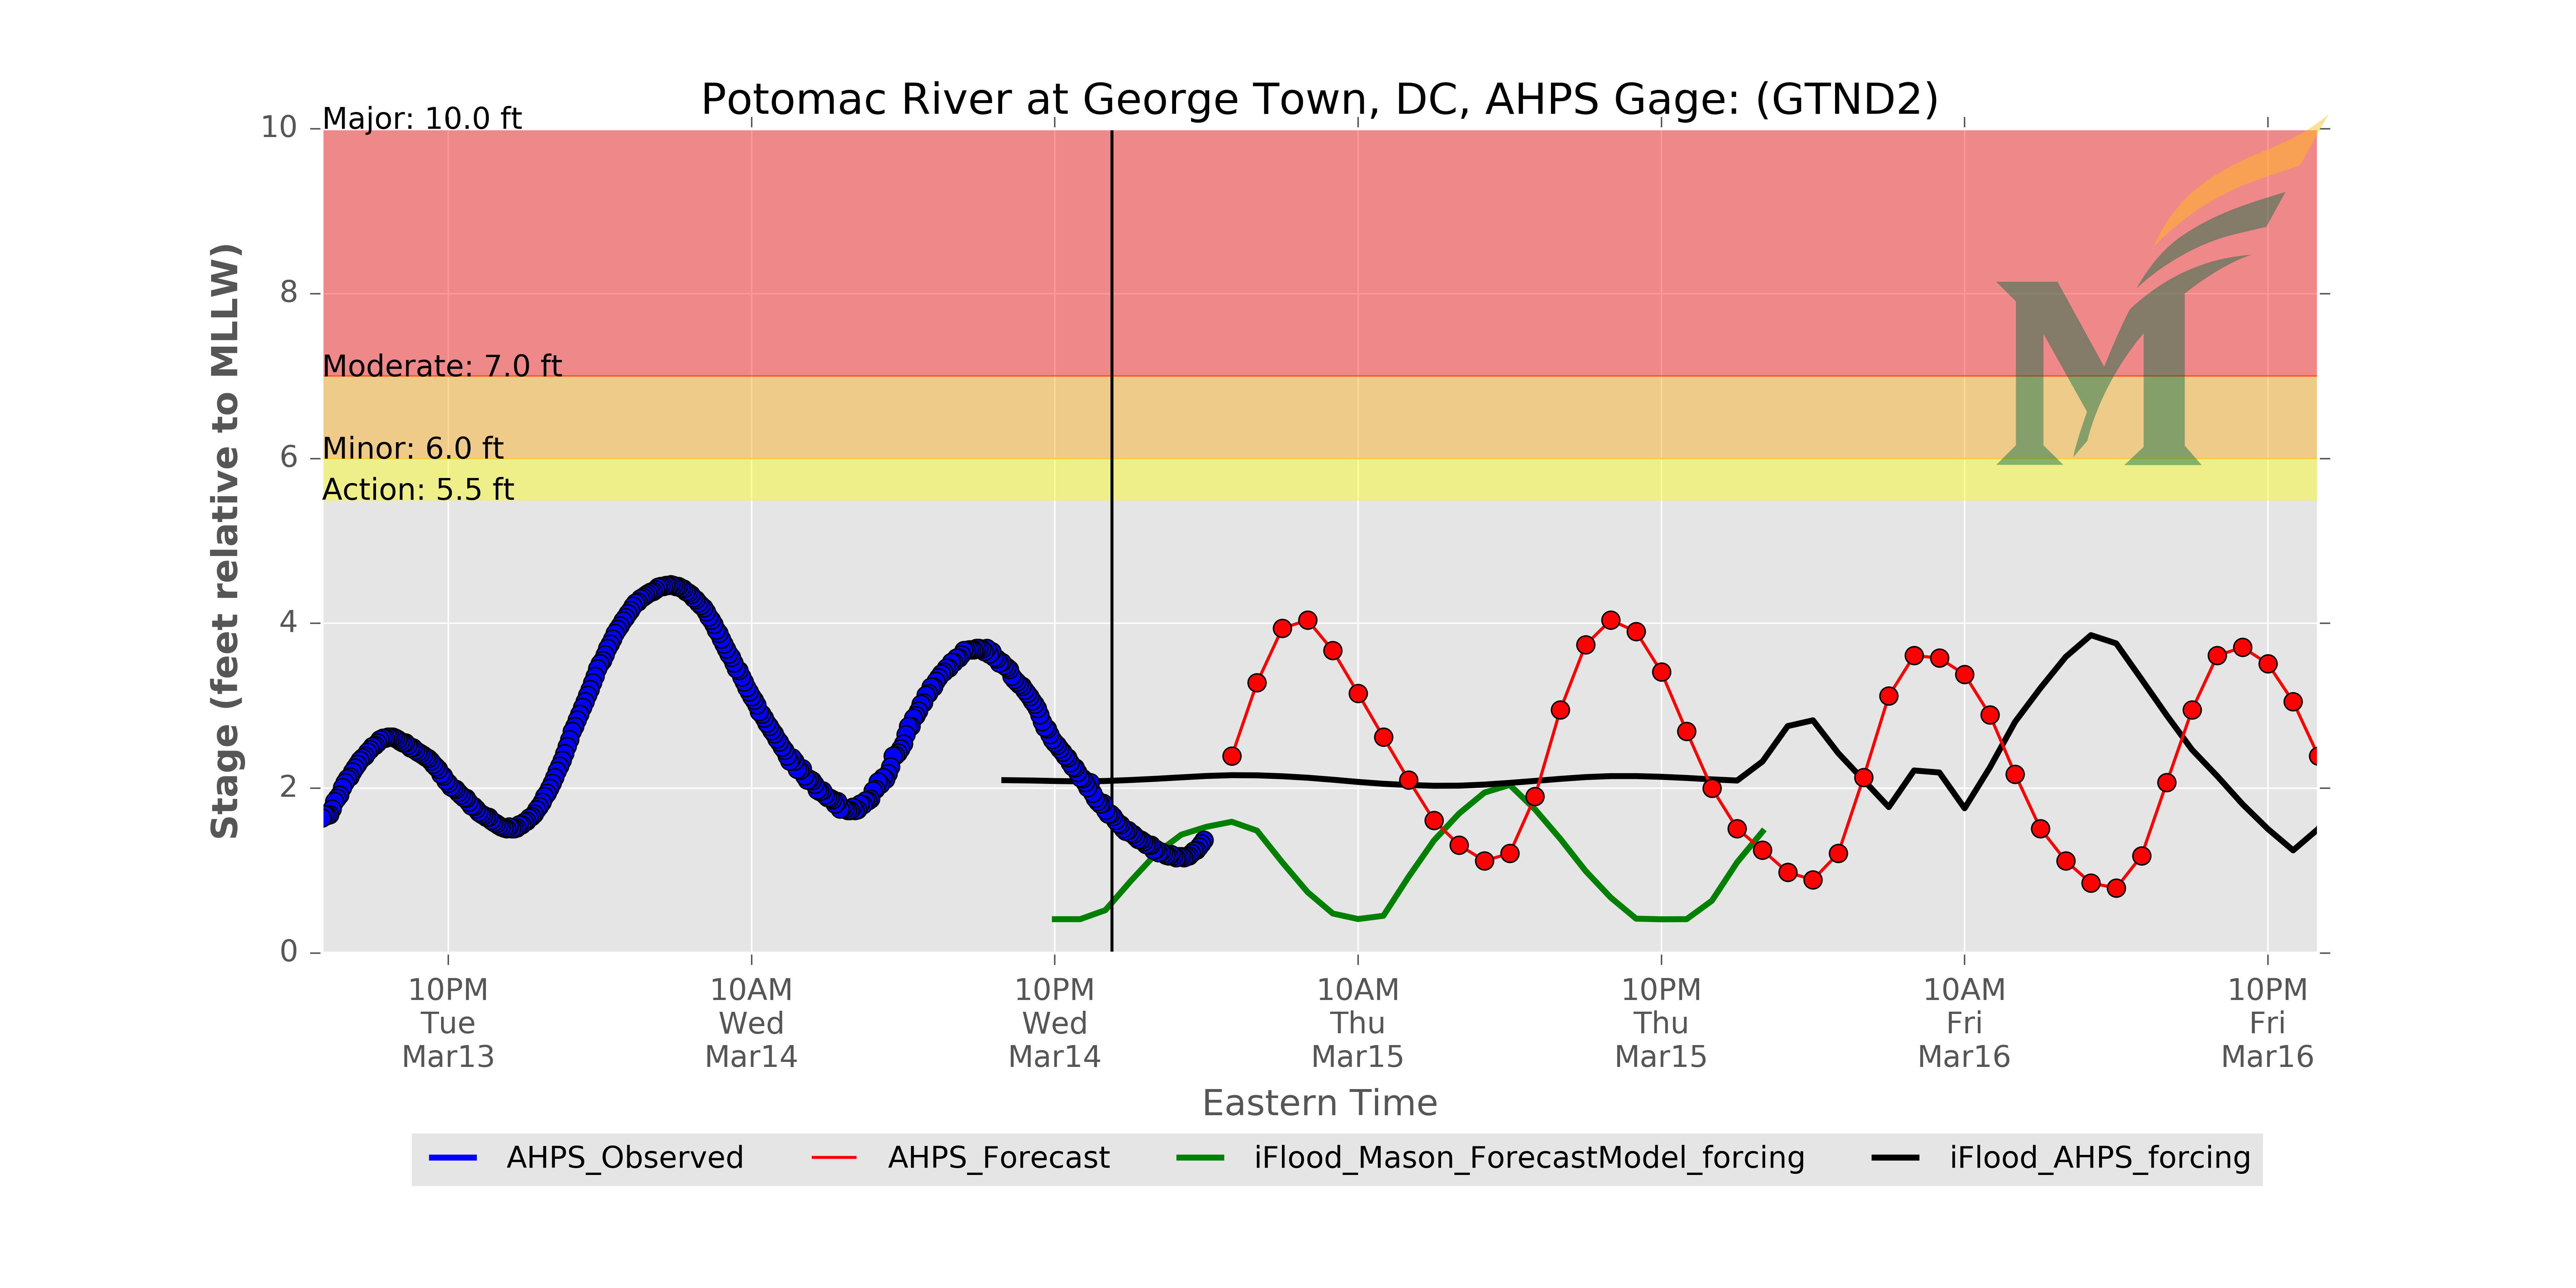 Potomac River at George Town, DC, AHPS Gage: (GTND2)
Major: 10.0 ft
Moderate: 7.0 ft
Minor: 6.0 ft
Action: 5.5 ft
Stage (feet relative to MLLW)
10
8
6
4
2
0
10PM Tue Mar13
10AM Wed Mar14
10PM Wed Mar14
10AM Thu Mar15
10PM Thu Mar15
10AM Fri Mar16
10PM Fri Mar16
Eastern Time
AHPS_Observed
AHPS_Forecast
iFlood_Mason_ForecastModel_forcing
iFlood_AHPS_forcing
M